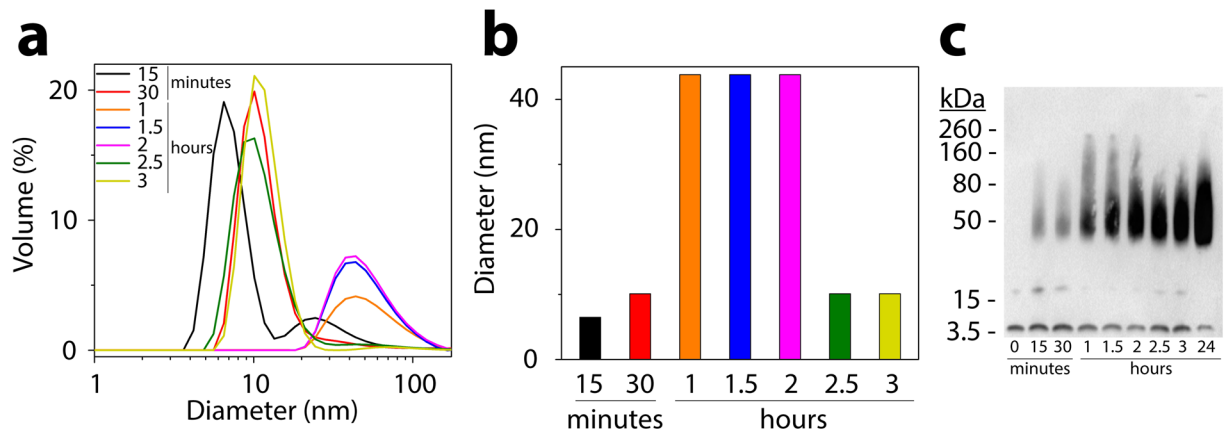 a
20
10
0
Volume (%)
15
30
1
1.5
2
2.5
3
minutes
hours
1
10
100
Diameter (nm)
b
40
20
0
Diameter (nm)
15 30 1 1.5 2 2.5 3
minutes hours
c
kDa
260 -
160 -
80 -
50 -
15 -
3.5 -
0 15 30 1 1.5 2 2.5 3 24
minutes hours